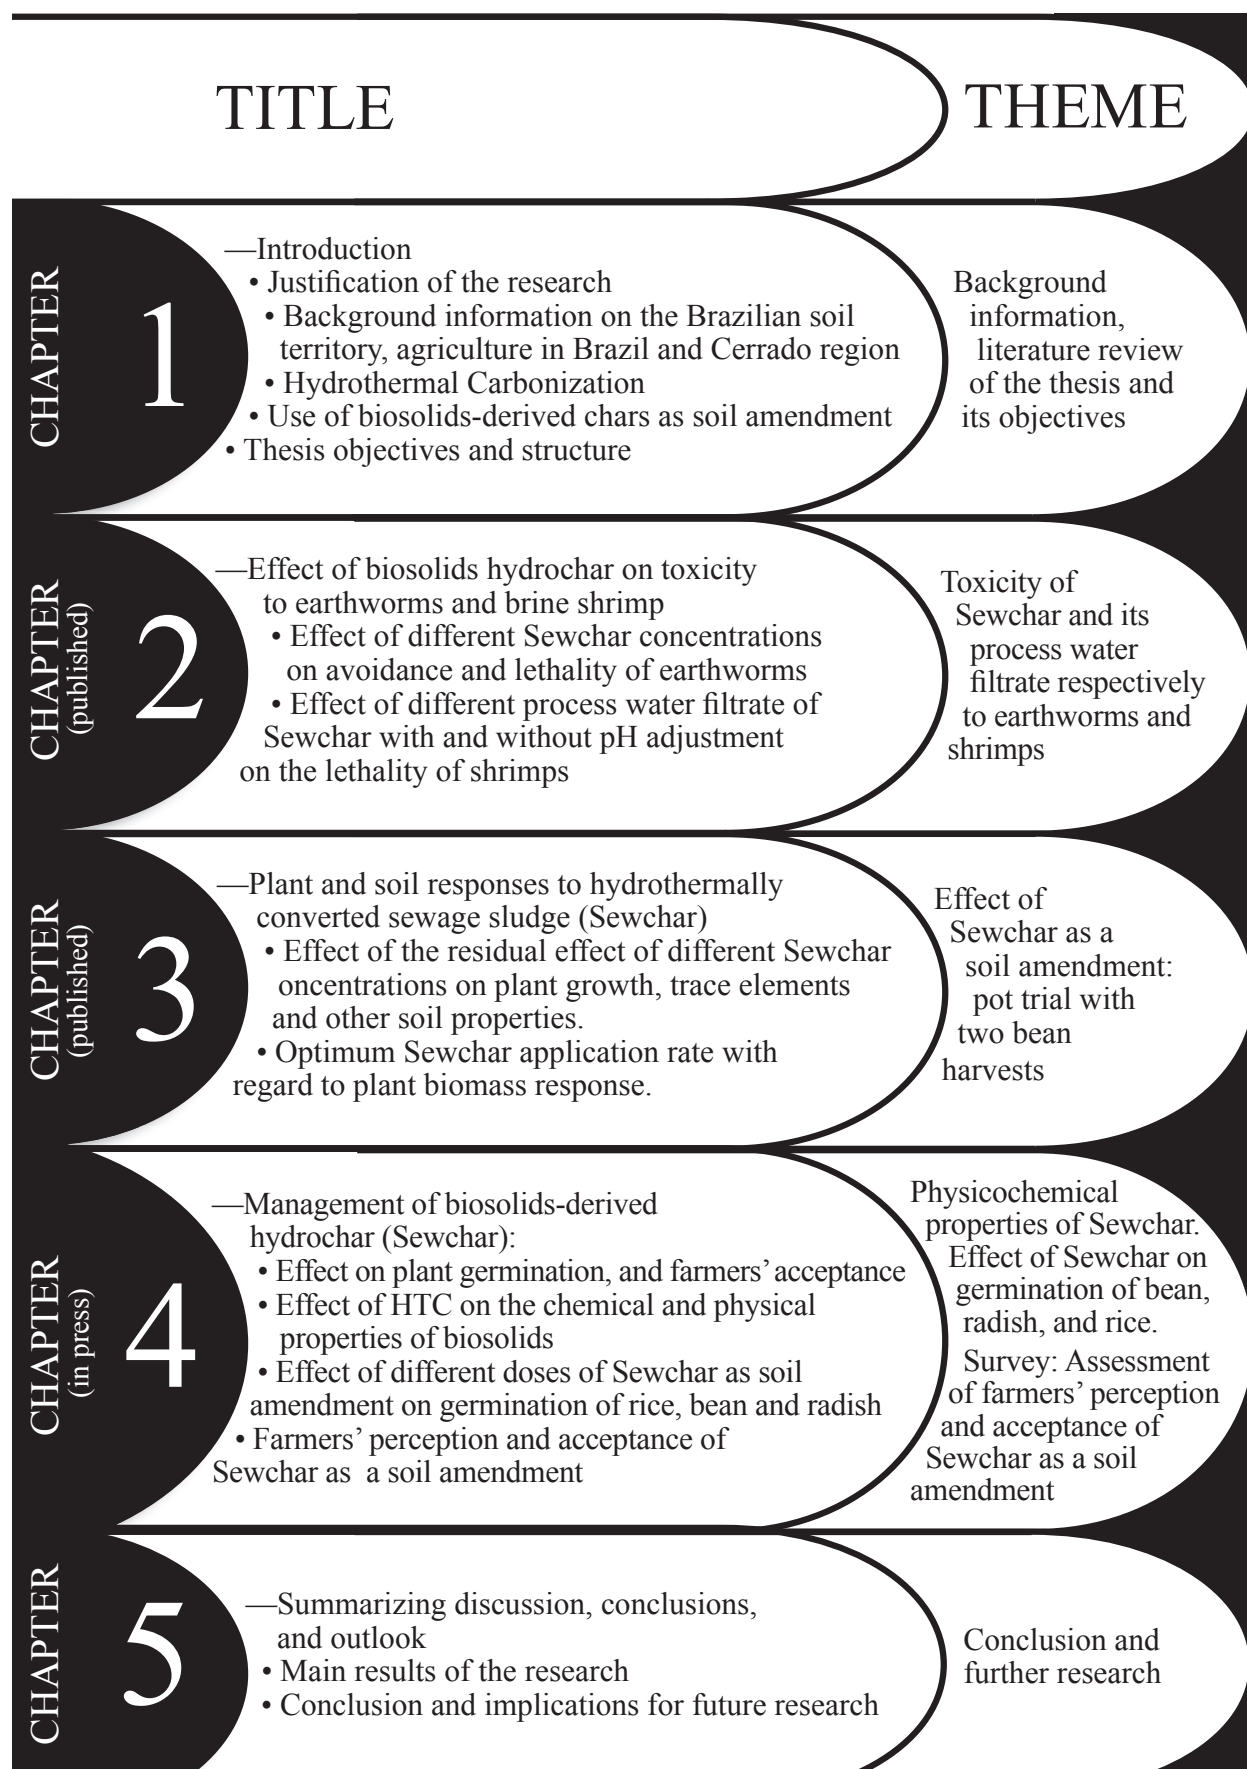 TITLE
THEME
CHAPTER
1
—Introduction
• Justification of the research
• Background information on the Brazilian soil
territory, agriculture in Brazil and Cerrado region
• Hydrothermal Carbonization
• Use of biosolids-derived chars as soil amendment
• Thesis objectives and structure
Background
information,
literature review
of the thesis and
its objectives
CHAPTER
(published)
2
—Effect of biosolids hydrochar on toxicity
to earthworms and brine shrimp
• Effect of different Sewchar concentrations
on avoidance and lethality of earthworms
• Effect of different process water filtrate of
Sewchar with and without pH adjustment
on the lethality of shrimps
Toxicity of
Sewchar and its
process water
filtrate respectively
to earthworms and
shrimps
CHAPTER
(published)
3
—Plant and soil responses to hydrothermally
converted sewage sludge (Sewchar)
• Effect of the residual effect of different Sewchar
oncentrations on plant growth, trace elements
and other soil properties.
• Optimum Sewchar application rate with
regard to plant biomass response.
Effect of
Sewchar as a
soil amendment:
pot trial with
two bean
harvests
CHAPTER
(in press)
4
—Management of biosolids-derived
hydrochar (Sewchar):
• Effect on plant germination, and farmers’ acceptance
• Effect of HTC on the chemical and physical
properties of biosolids
• Effect of different doses of Sewchar as soil
amendment on germination of rice, bean and radish
• Farmers’ perception and acceptance of
Sewchar as a soil amendment
Physicochemical
properties of Sewchar.
Effect of Sewchar on
germination of bean,
radish, and rice.
Survey: Assessment
of farmers’ perception
and acceptance of
Sewchar as a soil
amendment
CHAPTER
5
—Summarizing discussion, conclusions,
and outlook
• Main results of the research
• Conclusion and implications for future research
Conclusion and
further research